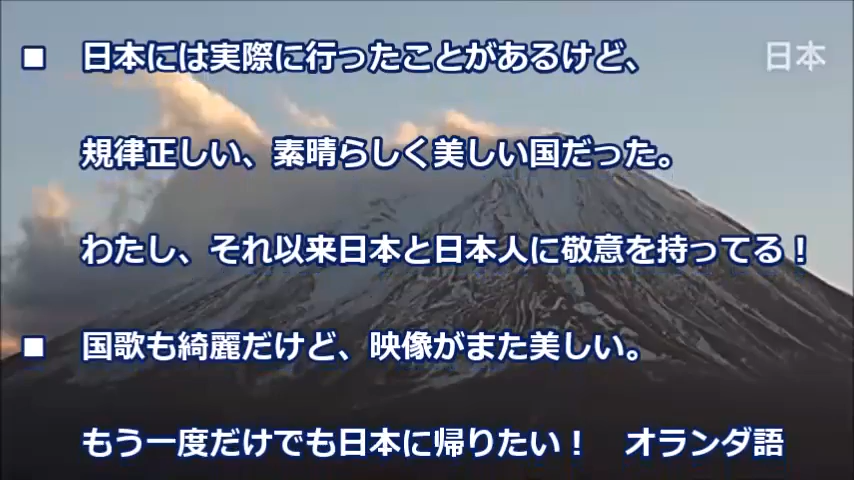 ■ 日本には実際に行ったことがあるけど、 日本
規律正しい、素晴らしく美しい国だった。
わたし、それ以来日本と日本人に敬意を持ってる！
■ 国歌も綺麗だけど、映像がまた美しい。
もう一度だけでも日本に帰りたい！ オランダ語